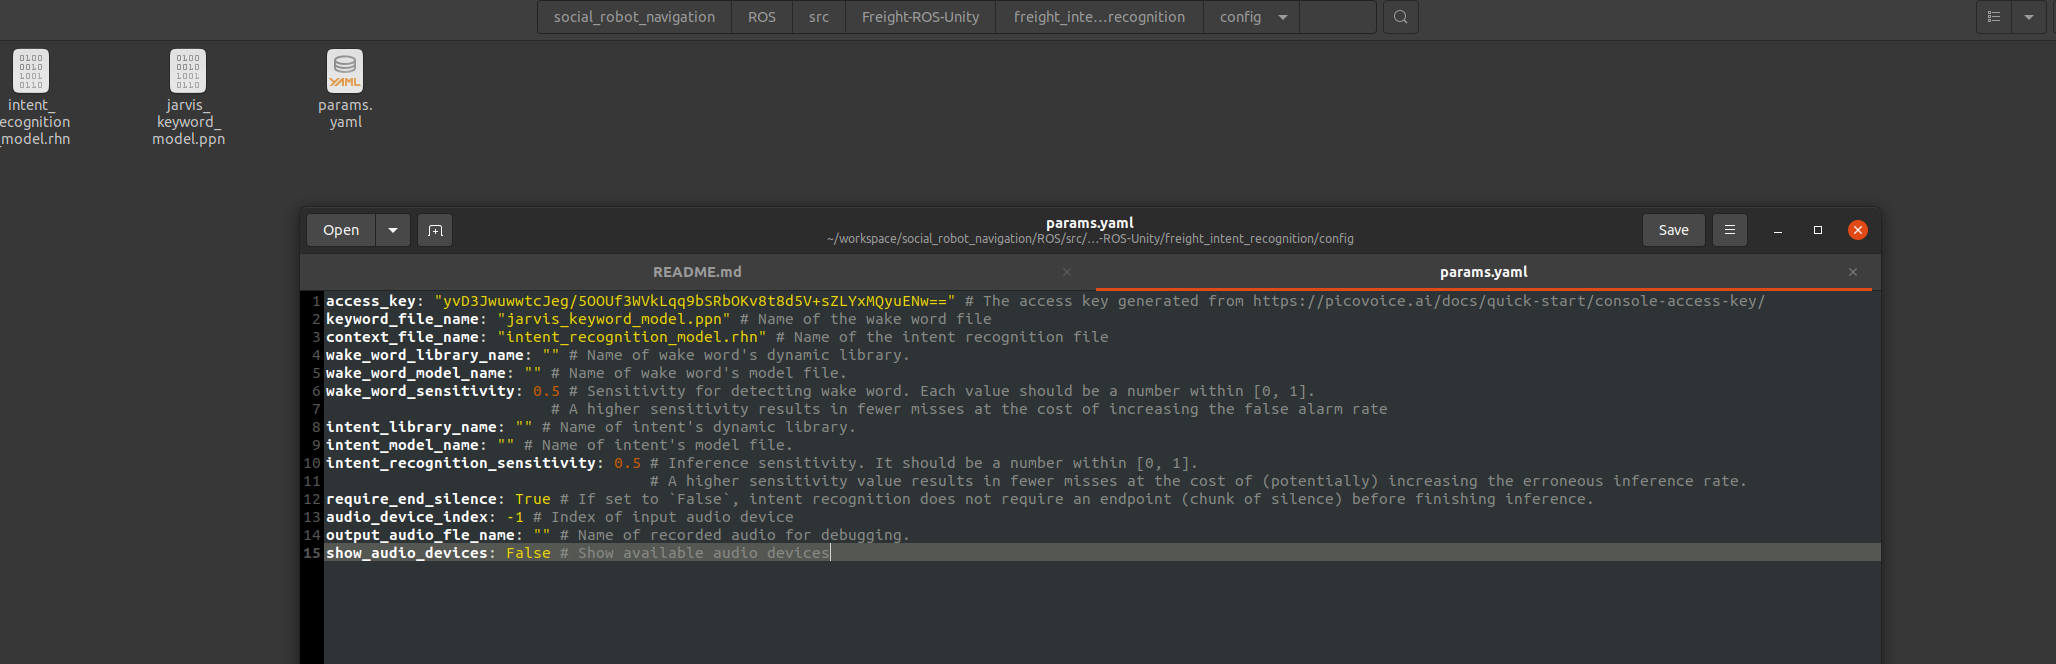 social_robot_navigation ROS src Freight-ROS-Unity freight_inte…recognition config
0100
0010
1001
0110
intent_
ecognition
_model.rhn
0100
0010
1001
0110
jarvis_
keyword_
model.ppn
YAML
params.
yaml
Open
params.yaml
~/workspace/social_robot_navigation/ROS/src/…-ROS-Unity/freight_intent_recognition/config
Save
README.md
params.yaml
1 access_key: "yvD3JwuwwtcJeg/5OOUf3WVkLqq9bSRbOKv8t8d5V+sZLYxMQyuENw==" # The access key generated from https://picovoice.ai/docs/quick-start/console-access-key/
2 keyword_file_name: "jarvis_keyword_model.ppn" # Name of the wake word file
3 context_file_name: "intent_recognition_model.rhn" # Name of the intent recognition file
4 wake_word_library_name: "" # Name of wake word's dynamic library.
5 wake_word_model_name: "" # Name of wake word's model file.
6 wake_word_sensitivity: 0.5 # Sensitivity for detecting wake word. Each value should be a number within [0, 1].
7 # A higher sensitivity results in fewer misses at the cost of increasing the false alarm rate
8 intent_library_name: "" # Name of intent's dynamic library.
9 intent_model_name: "" # Name of intent's model file.
10 intent_recognition_sensitivity: 0.5 # Inference sensitivity. It should be a number within [0, 1].
11 # A higher sensitivity value results in fewer misses at the cost of (potentially) increasing the erroneous inference rate.
12 require_end_silence: True # If set to `False`, intent recognition does not require an endpoint (chunk of silence) before finishing inference.
13 audio_device_index: -1 # Index of input audio device
14 output_audio_fle_name: "" # Name of recorded audio for debugging.
15 show_audio_devices: False # Show available audio devices